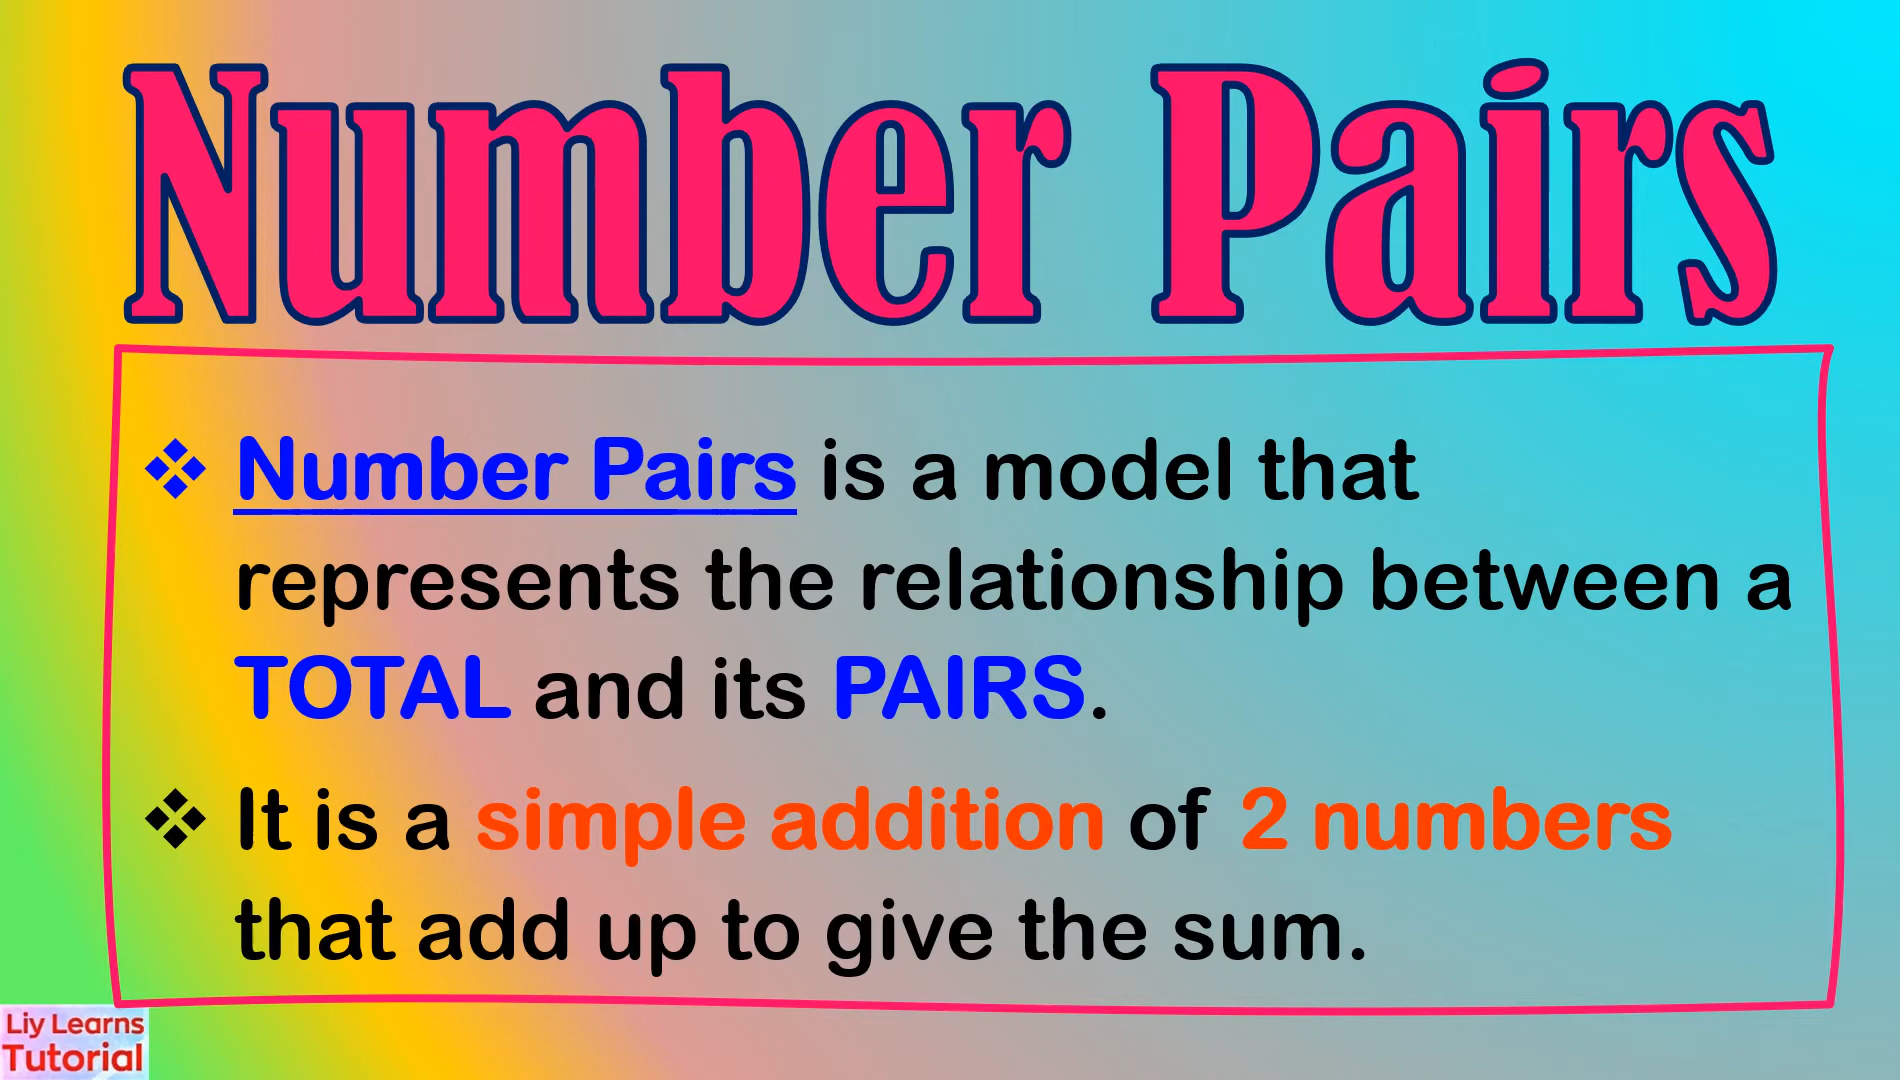 Number Pairs
❖ Number Pairs is a model that
represents the relationship between a
TOTAL and its PAIRS.
❖ It is a simple addition of 2 numbers
that add up to give the sum.
Liy Learns
Tutorial